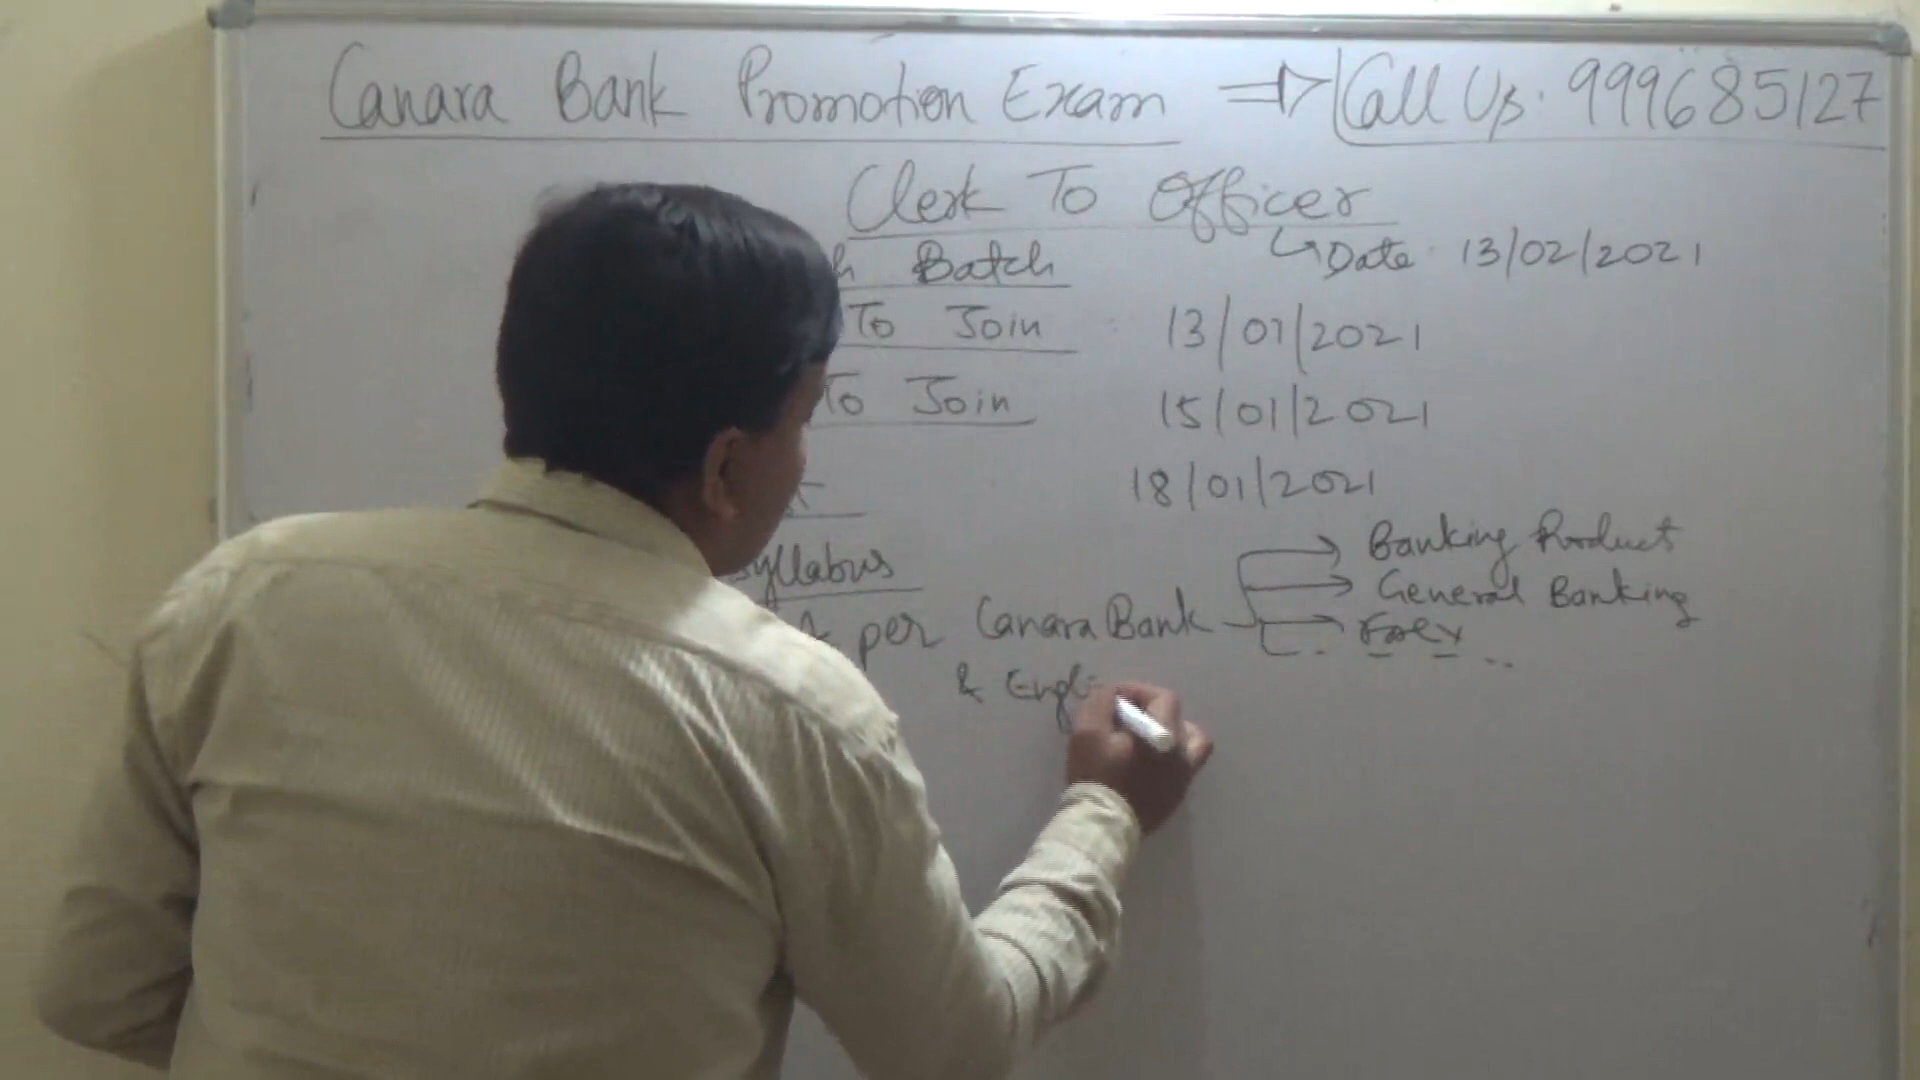 Canara Bank Promotion Exam ⇒ Call Us: 999685127
Clerk To Officer
Batch
↳ Date: 13/02/2021
To Join 13/01/2021
To Join 15/01/2021
18/01/2021
Syllabus
per Canara Bank
→ Banking Product
→ General Banking
→ Forex
& Engli